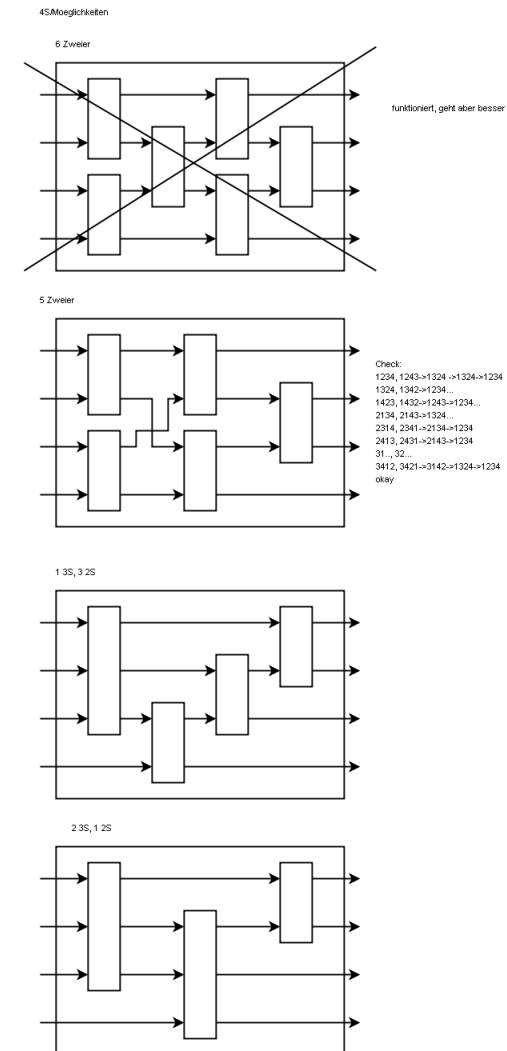 4S/Moeglichkeiten
6 Zweier
funktioniert, geht aber besser
5 Zweier
Check:
1234, 1243->1324 ->1324->1234
1324, 1342->1234...
1423, 1432->1243->1234...
2134, 2143->1324...
2314, 2341->2134->1234
2413, 2431->2143->1234
31.., 32...
3412, 3421->3142->1324->1234
okay
1 3S, 3 2S
2 3S, 1 2S